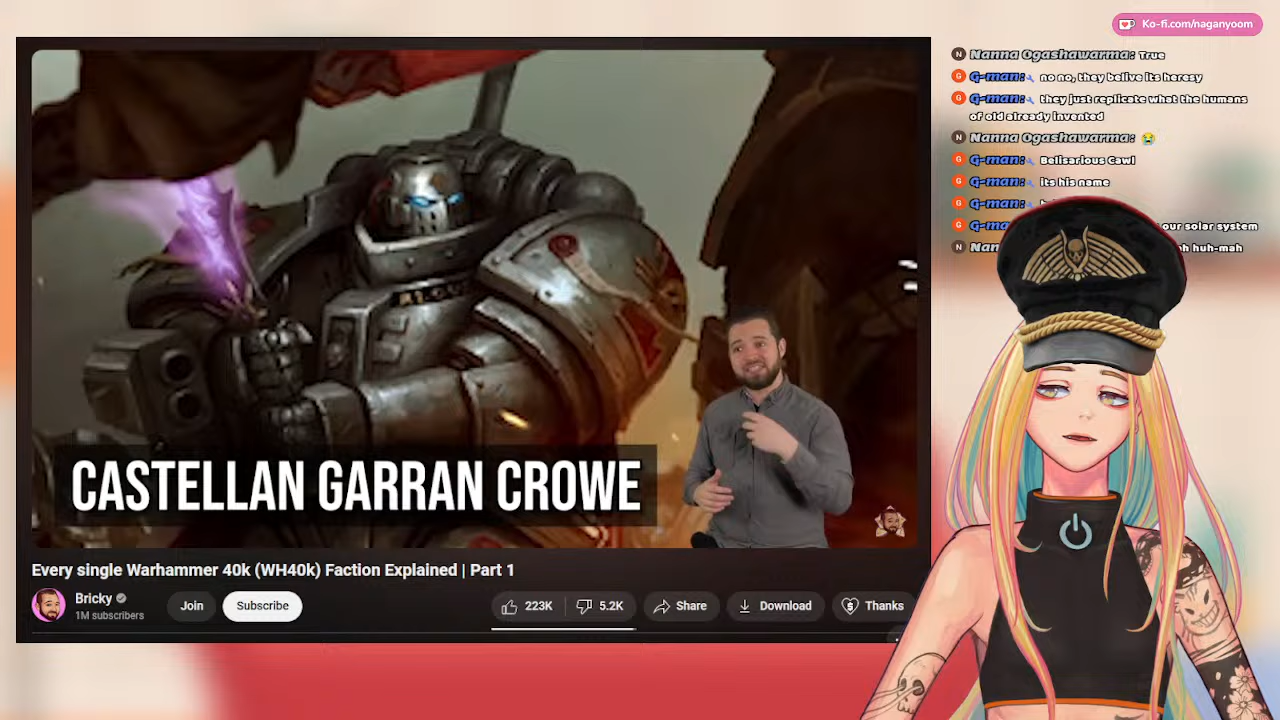 Ko-fi.com/naganyoom
Nanna Ogashawarma: True
G-man: no no, they belive its heresy
G-man: they just replicate what the humans
of old already invented
Nanna Ogashawarma: 😭
G-man: Belisarious Cawl
G-man: Its his name
G-man:
our solar system
huh-mah
CASTELLAN GARRAN CROWE
Every single Warhammer 40k (WH40k) Faction Explained | Part 1
Bricky
1M subscribers
Join
Subscribe
223K
5.2K
Share
Download
Thanks